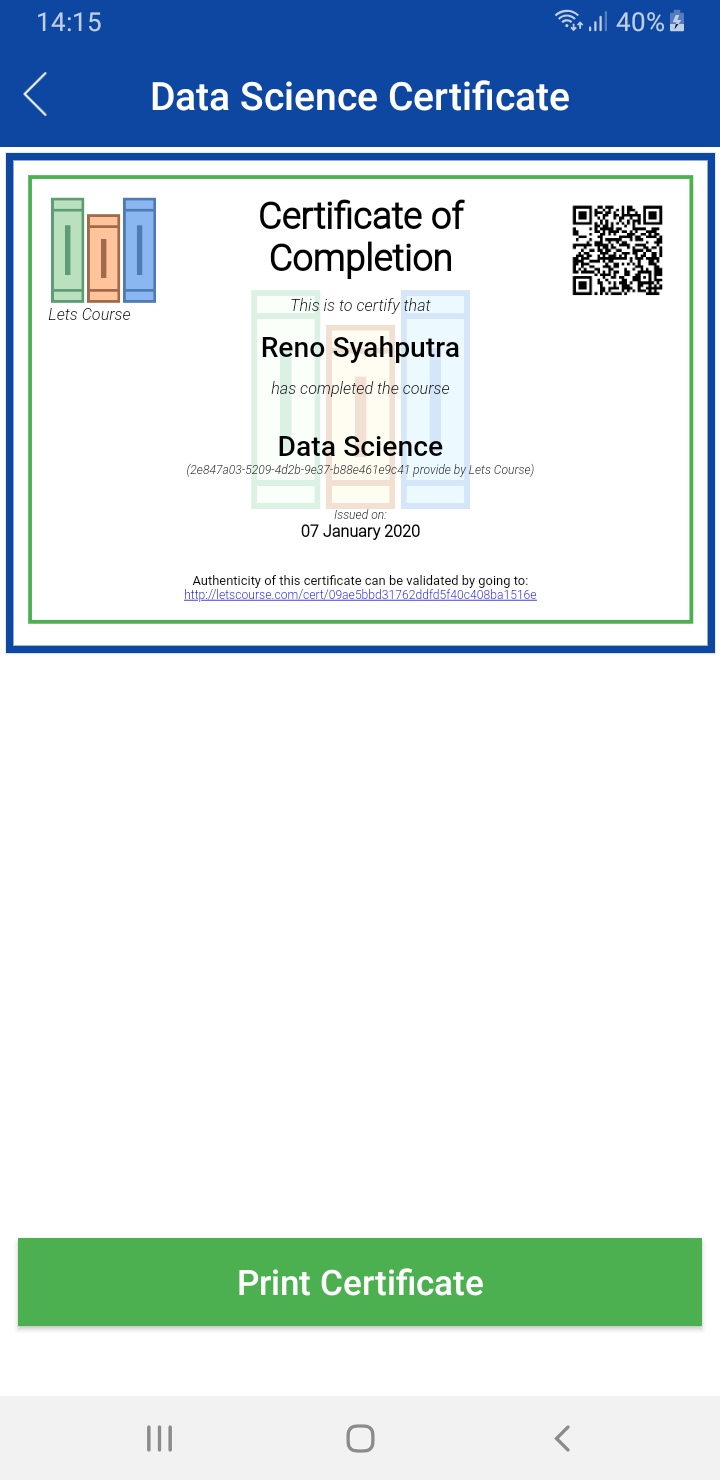 14:15
40%
Data Science Certificate
Certificate of
Completion
Lets Course
This is to certify that
Reno Syahputra
has completed the course
Data Science
(2e847a03-5209-4d2b-9e37-b88e461e9c41 provide by Lets Course)
Issued on:
07 January 2020
Authenticity of this certificate can be validated by going to:
http://letscourse.com/cert/09ae5bbd31762ddfd5f40c408ba1516e
Print Certificate